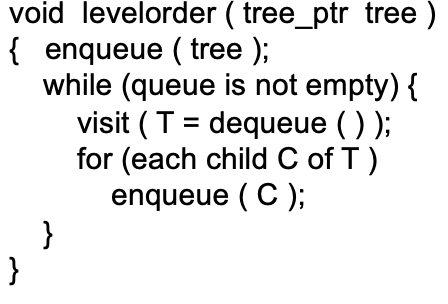 void levelorder ( tree_ptr tree )
{ enqueue ( tree );
while (queue is not empty) {
visit ( T = dequeue ( ) );
for (each child C of T )
enqueue ( C );
}
}